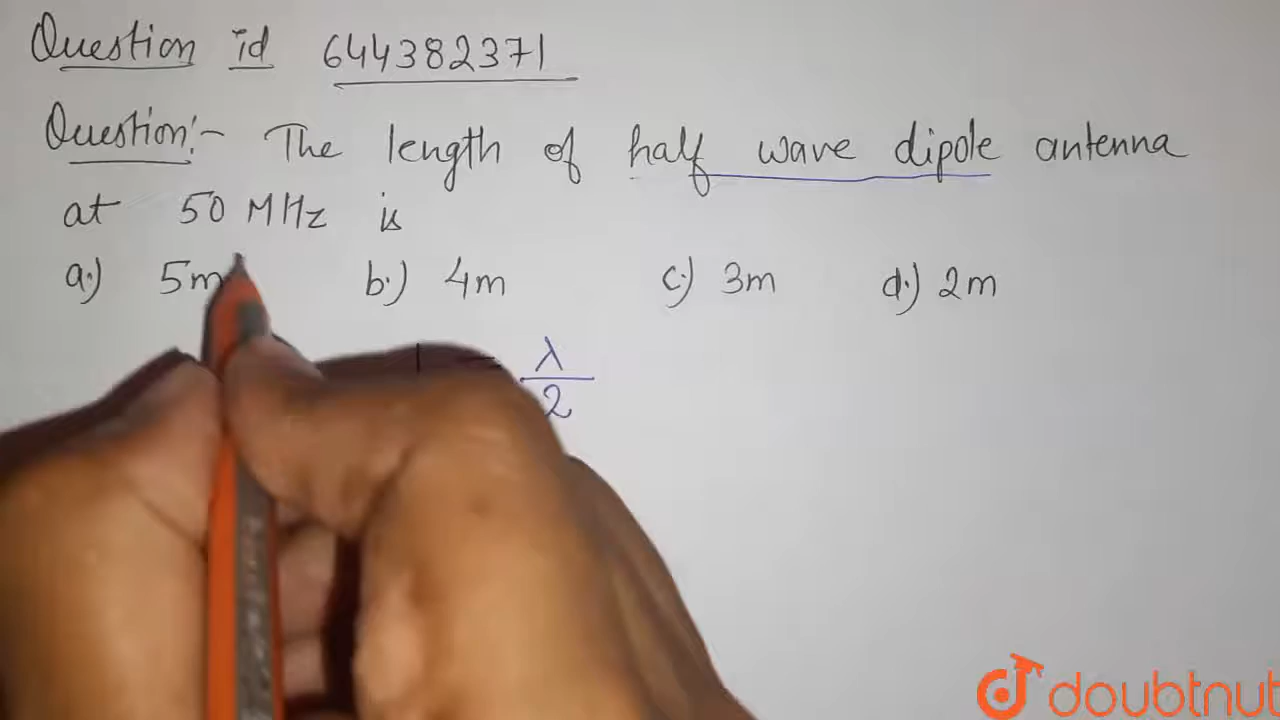 Question id 644382371
Question:- The length of half wave dipole antenna
at 50 MHz is
a.) 5m b.) 4m c.) 3m d.) 2m
λ
2
doubtnut